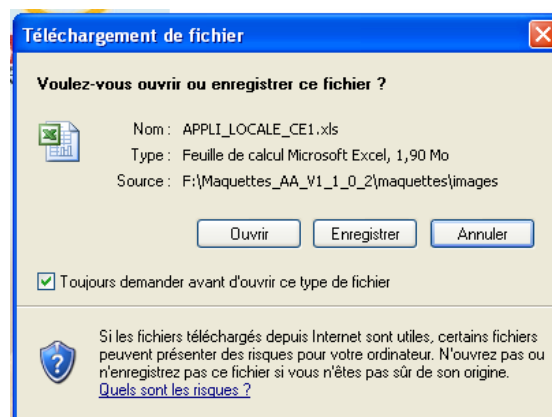 Téléchargement de fichier
Voulez-vous ouvrir ou enregistrer ce fichier ?
Nom : APPLI_LOCALE_CE1.xls
Type : Feuille de calcul Microsoft Excel, 1,90 Mo
Source : F:\Maquettes_AA_V1_1_0_2\maquettes\images
Ouvrir Enregistrer Annuler
Toujours demander avant d'ouvrir ce type de fichier
Si les fichiers téléchargés depuis Internet sont utiles, certains fichiers
peuvent présenter des risques pour votre ordinateur. N'ouvrez pas ou
n'enregistrez pas ce fichier si vous n'êtes pas sûr de son origine.
Quels sont les risques ?